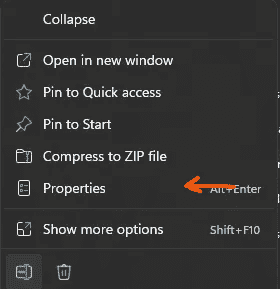 Collapse
Open in new window
Pin to Quick access
Pin to Start
Compress to ZIP file
Properties Alt+Enter
Show more options Shift+F10